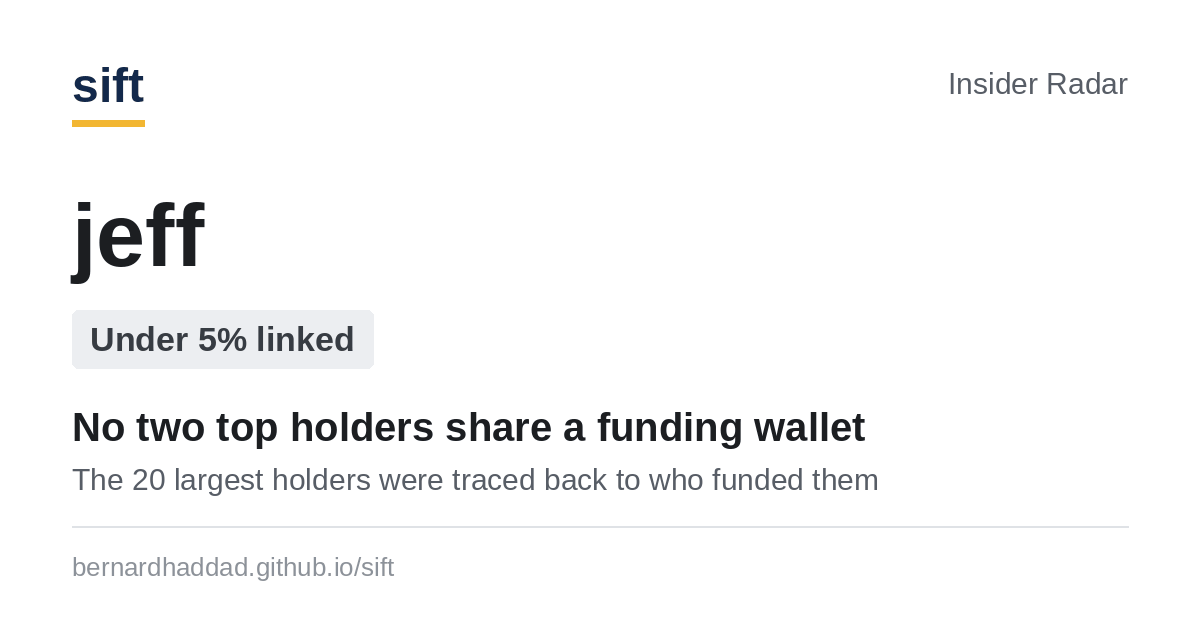 sift
Insider Radar
jeff
Under 5% linked
No two top holders share a funding wallet
The 20 largest holders were traced back to who funded them
bernardhaddad.github.io/sift